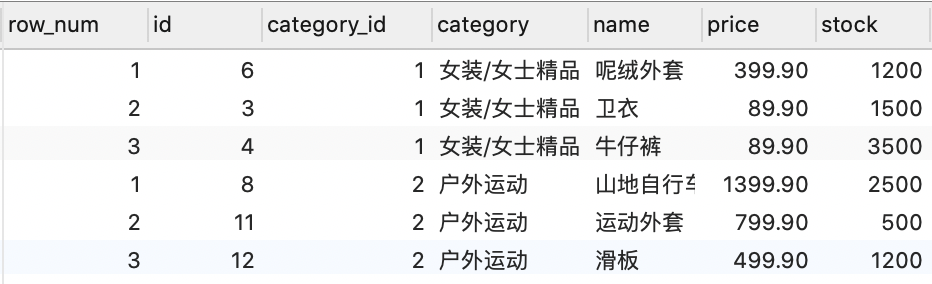 row_num id category_id category name price stock
1 6 1 女装/女士精品 呢绒外套 399.90 1200
2 3 1 女装/女士精品 卫衣 89.90 1500
3 4 1 女装/女士精品 牛仔裤 89.90 3500
1 8 2 户外运动 山地自行车 1399.90 2500
2 11 2 户外运动 运动外套 799.90 500
3 12 2 户外运动 滑板 499.90 1200